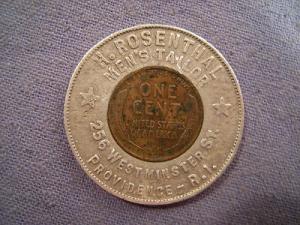 H. ROSENTHAL
MEN'S TAILOR
ONE
CENT
UNITED STATES
OF AMERICA
256 WESTMINSTER ST.
PROVIDENCE - R.I.